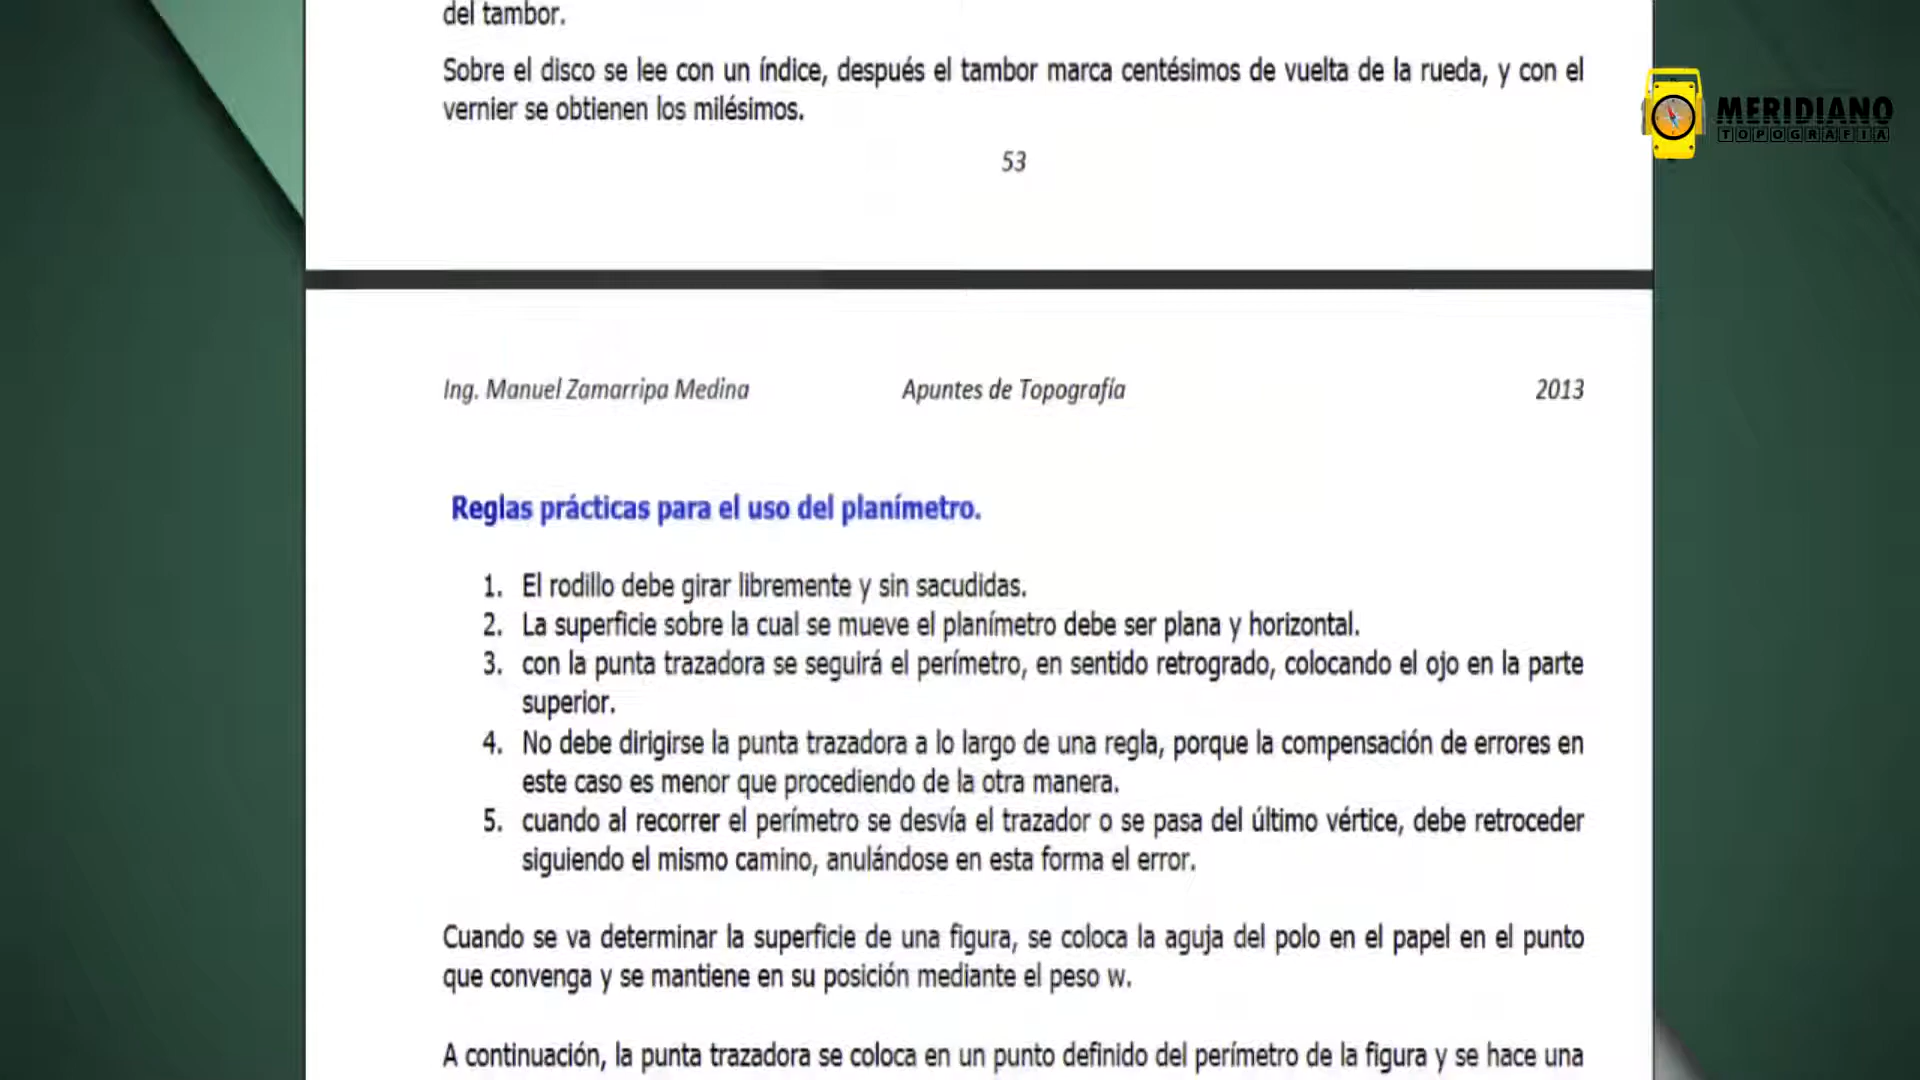 del tambor.
Sobre el disco se lee con un índice, después el tambor marca centésimos de vuelta de la rueda, y con el
vernier se obtienen los milésimos.
MERIDIANO
TOPOGRAFIA
53
Ing. Manuel Zamarripa Medina Apuntes de Topografía 2013
Reglas prácticas para el uso del planímetro.
1. El rodillo debe girar libremente y sin sacudidas.
2. La superficie sobre la cual se mueve el planímetro debe ser plana y horizontal.
3. con la punta trazadora se seguirá el perímetro, en sentido retrogrado, colocando el ojo en la parte
superior.
4. No debe dirigirse la punta trazadora a lo largo de una regla, porque la compensación de errores en
este caso es menor que procediendo de la otra manera.
5. cuando al recorrer el perímetro se desvía el trazador o se pasa del último vértice, debe retroceder
siguiendo el mismo camino, anulándose en esta forma el error.
Cuando se va determinar la superficie de una figura, se coloca la aguja del polo en el papel en el punto
que convenga y se mantiene en su posición mediante el peso w.
A continuación, la punta trazadora se coloca en un punto definido del perímetro de la figura y se hace una